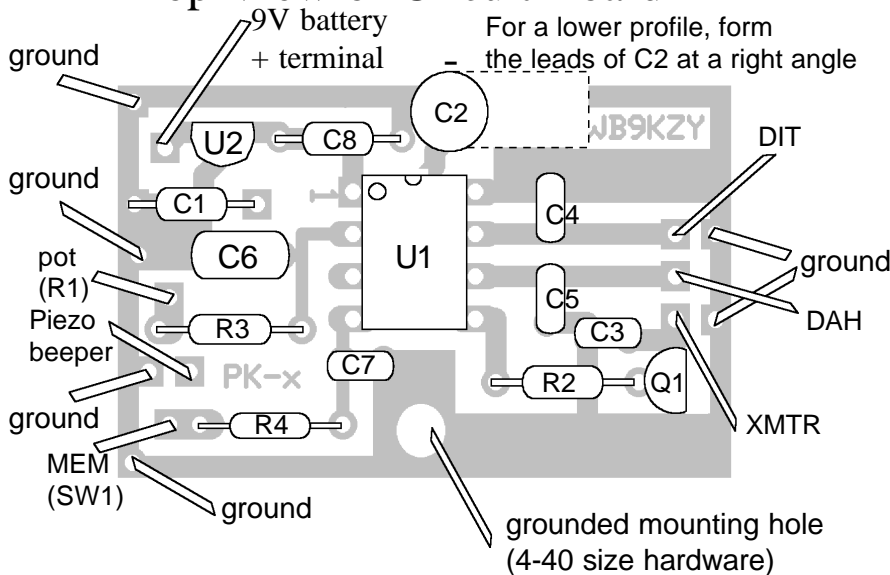 9V battery
+ terminal
For a lower profile, form
the leads of C2 at a right angle
ground
-
C2
WB9KZY
U2
C8
DIT
ground
C1
1
C4
C6
U1
pot
(R1)
ground
Piezo
beeper
R3
C5
C3
DAH
C7
PK-x
R2
Q1
ground
R4
XMTR
MEM
(SW1)
ground
grounded mounting hole
(4-40 size hardware)